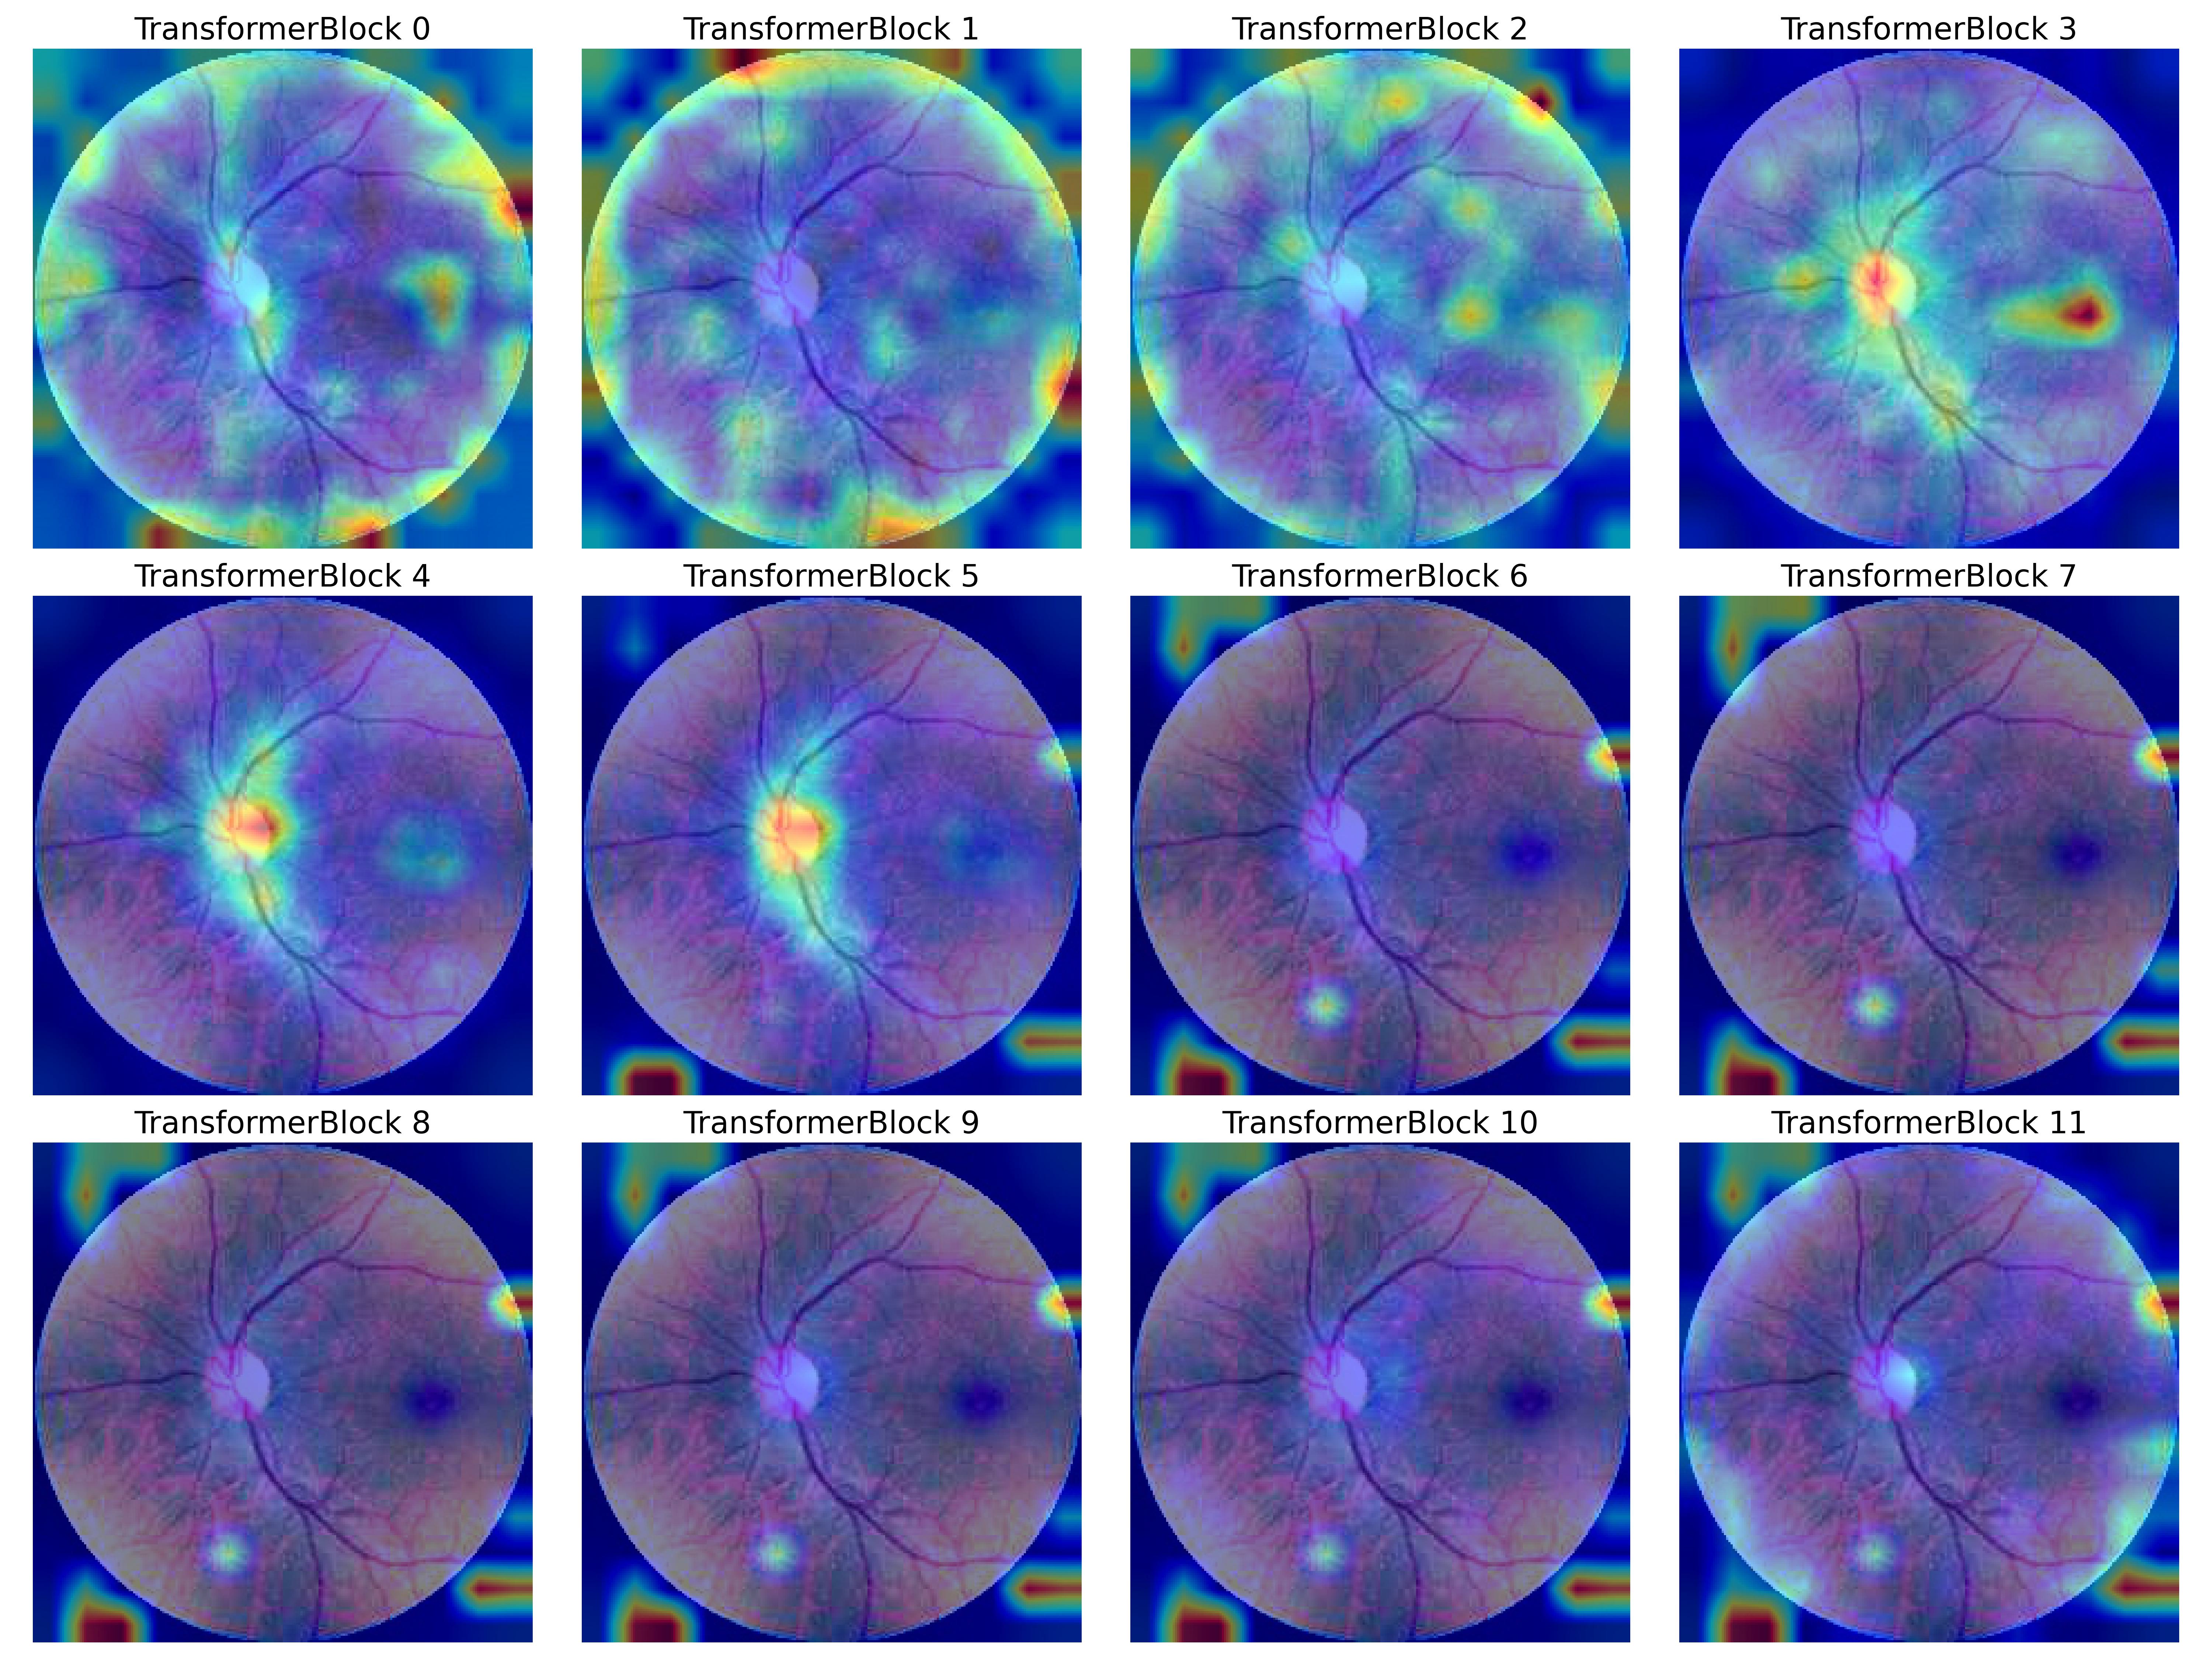 TransformerBlock 0
TransformerBlock 1
TransformerBlock 2
TransformerBlock 3
TransformerBlock 4
TransformerBlock 5
TransformerBlock 6
TransformerBlock 7
TransformerBlock 8
TransformerBlock 9
TransformerBlock 10
TransformerBlock 11